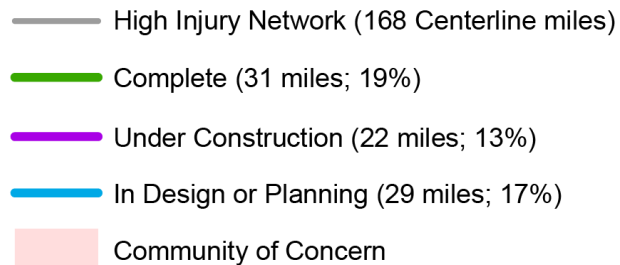 High Injury Network (168 Centerline miles)
Complete (31 miles; 19%)
Under Construction (22 miles; 13%)
In Design or Planning (29 miles; 17%)
Community of Concern